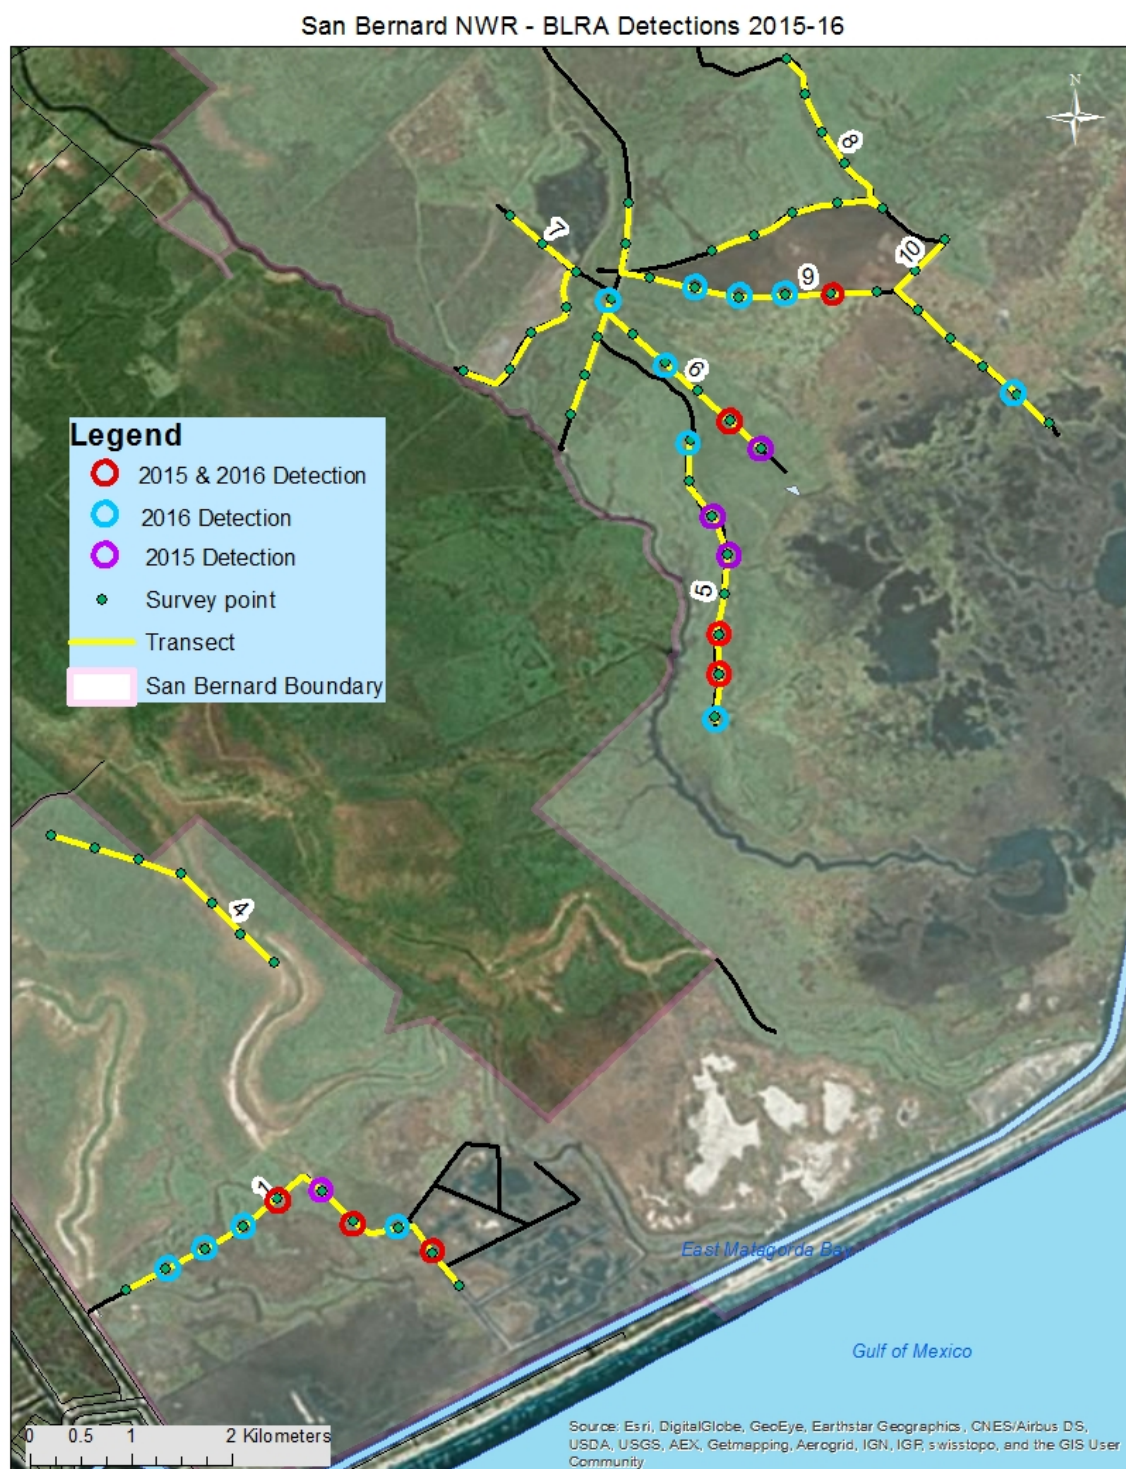 San Bernard NWR - BLRA Detections 2015-16
N
8
7
10
9
6
Legend
2015 & 2016 Detection
2016 Detection
2015 Detection
Survey point
Transect
San Bernard Boundary
5
4
1
East Matagorda Bay
Gulf of Mexico
0 0.5 1 2 Kilometers
Source: Esri, DigitalGlobe, GeoEye, Earthstar Geographics, CNES/Airbus DS,
USDA, USGS, AEX, Getmapping, Aerogrid, IGN, IGP, swisstopo, and the GIS User
Community